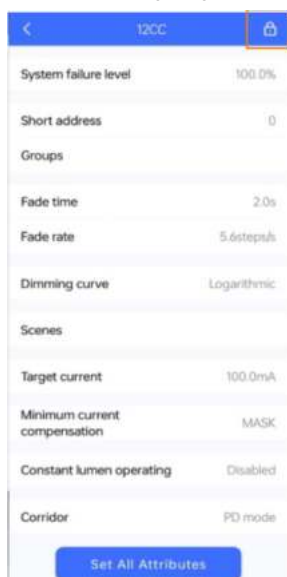 12CC
System failure level 100.0%
Short address 0
Groups
Fade time 2.0s
Fade rate 5.6steps/s
Dimming curve Logarithmic
Scenes
Target current 100.0mA
Minimum current
compensation MASK
Constant lumen operating Disabled
Corridor PD mode
Set All Attributes